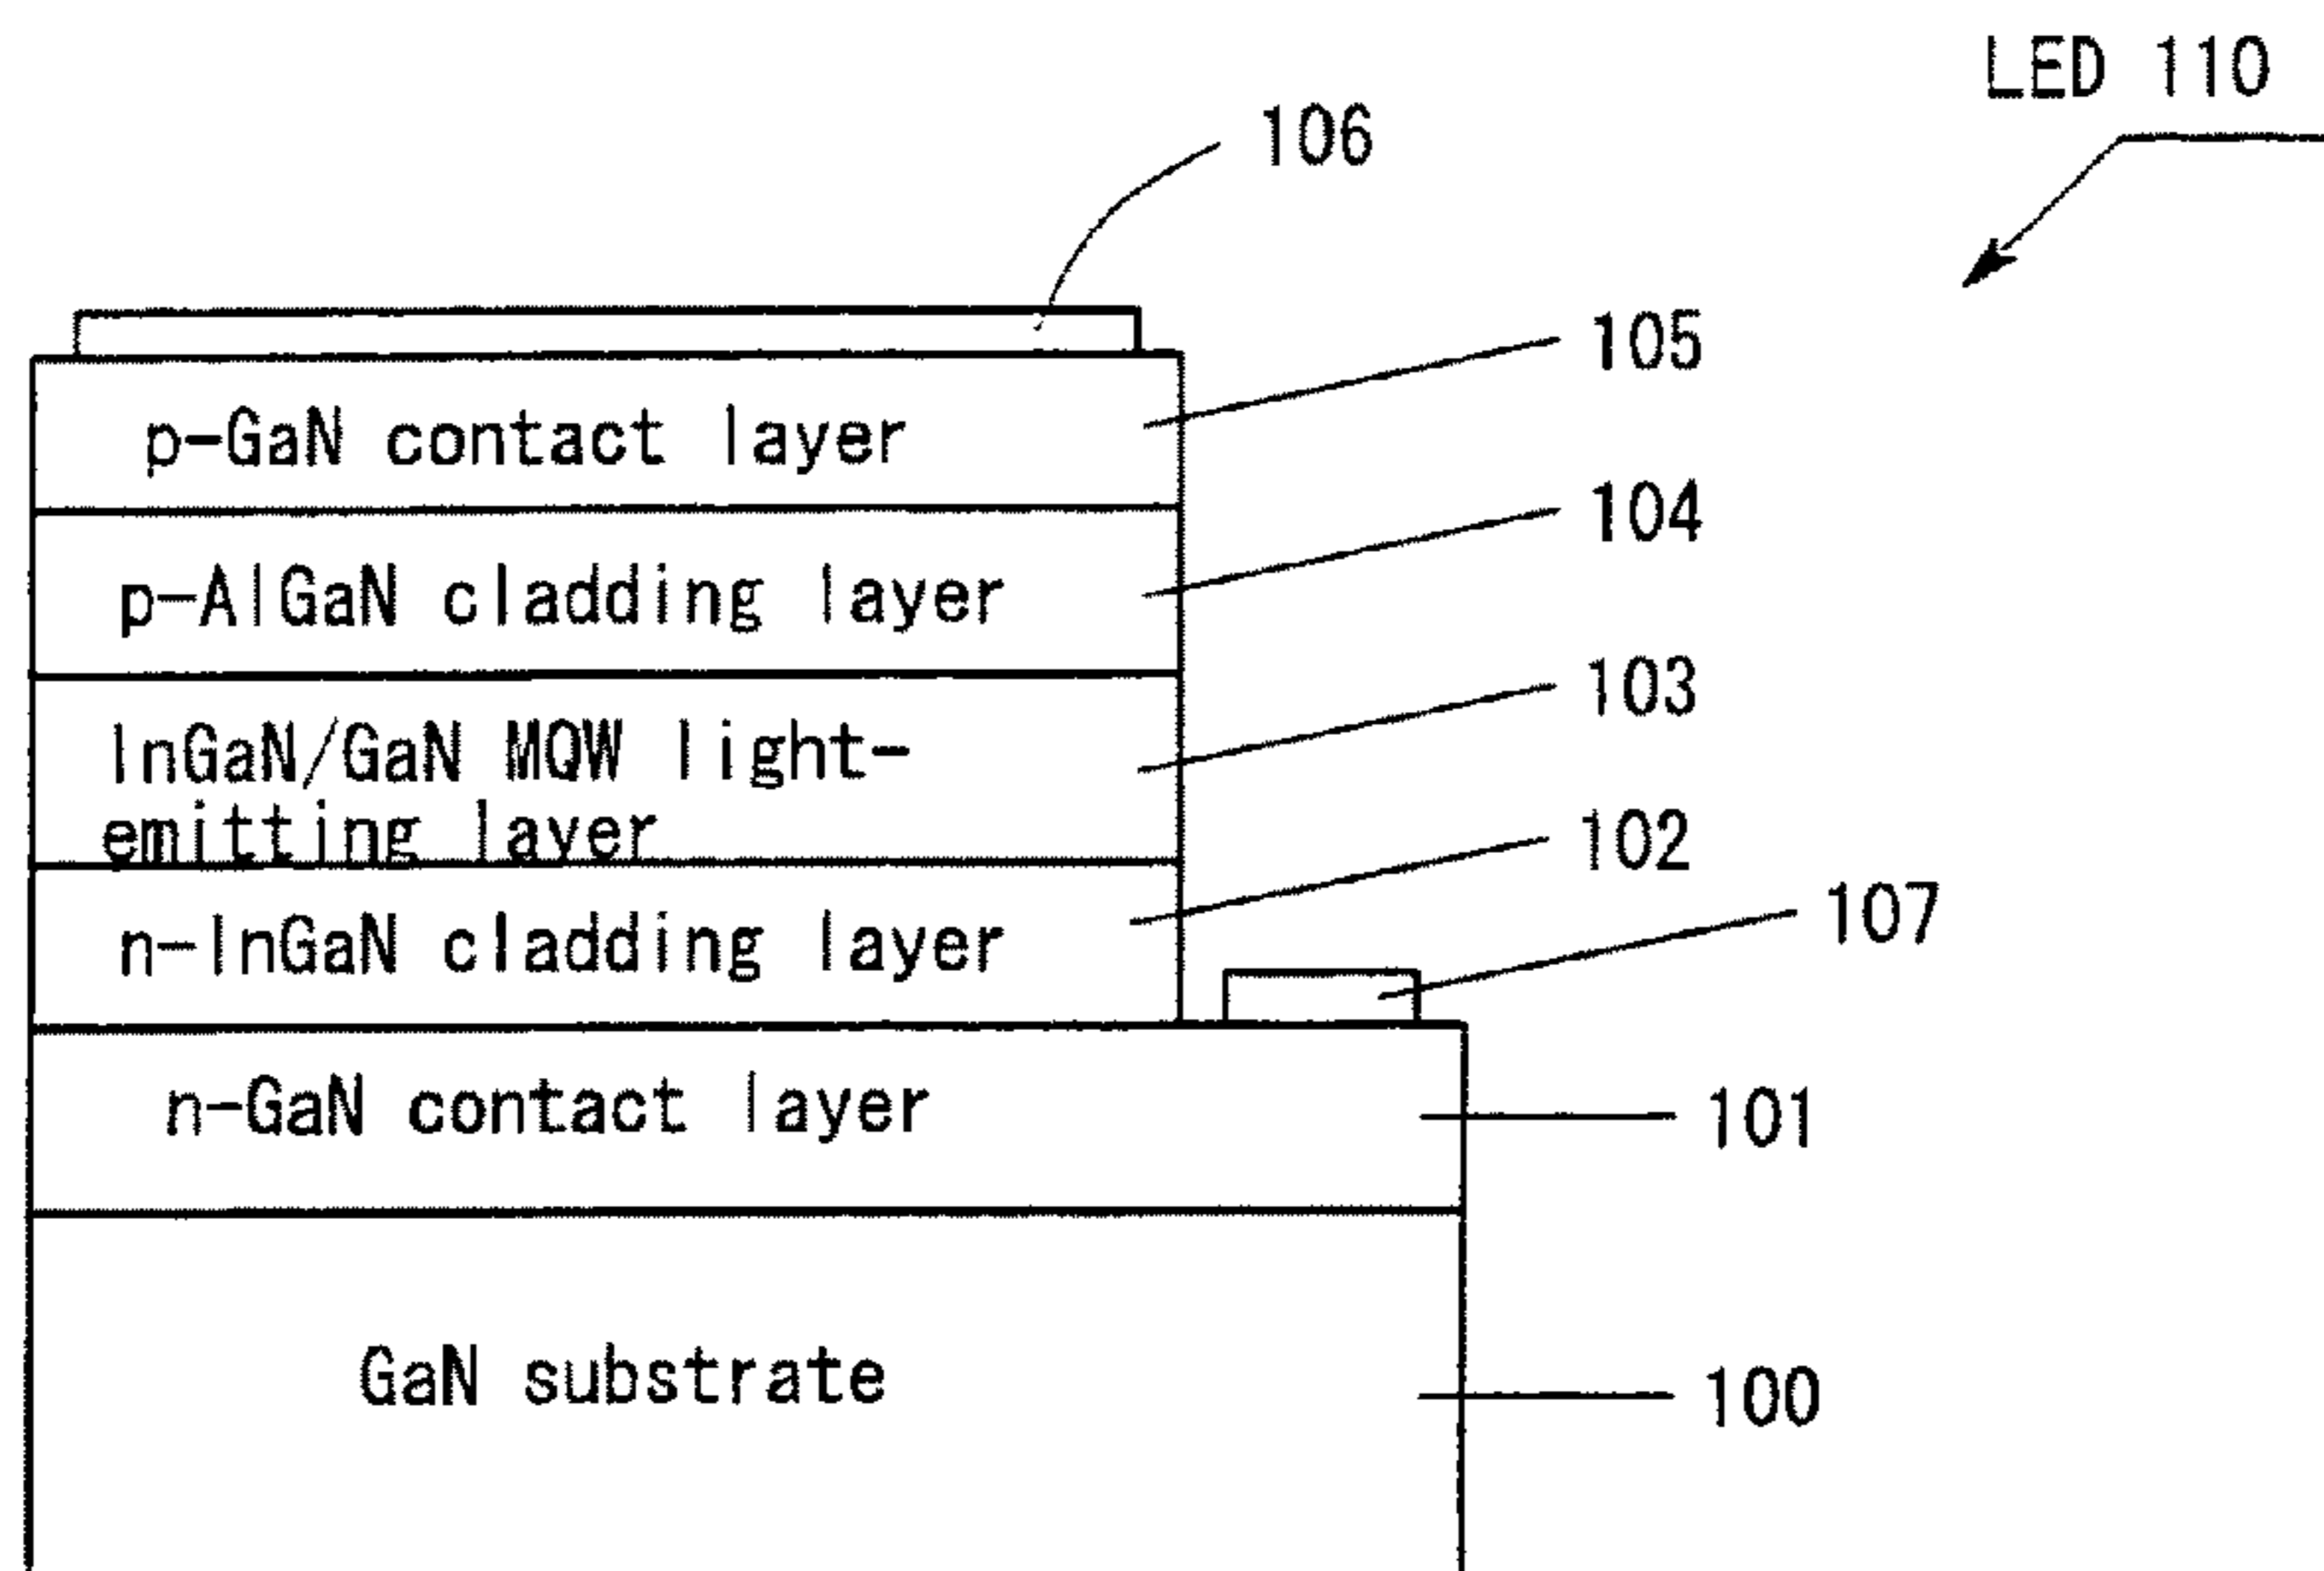 LED 110
106
105
p-GaN contact layer
104
p-AlGaN cladding layer
103
InGaN/GaN MQW light-
emitting layer
102
107
n-InGaN cladding layer
n-GaN contact layer
101
GaN substrate
100